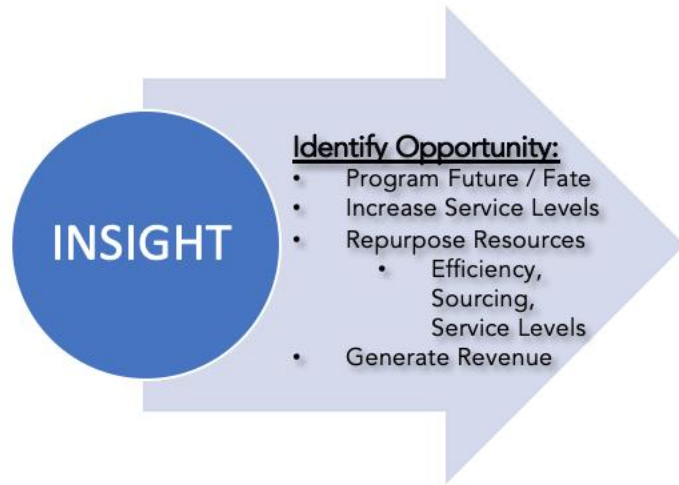 INSIGHT
Identify Opportunity:
• Program Future / Fate
• Increase Service Levels
• Repurpose Resources
• Efficiency,
Sourcing,
Service Levels
• Generate Revenue